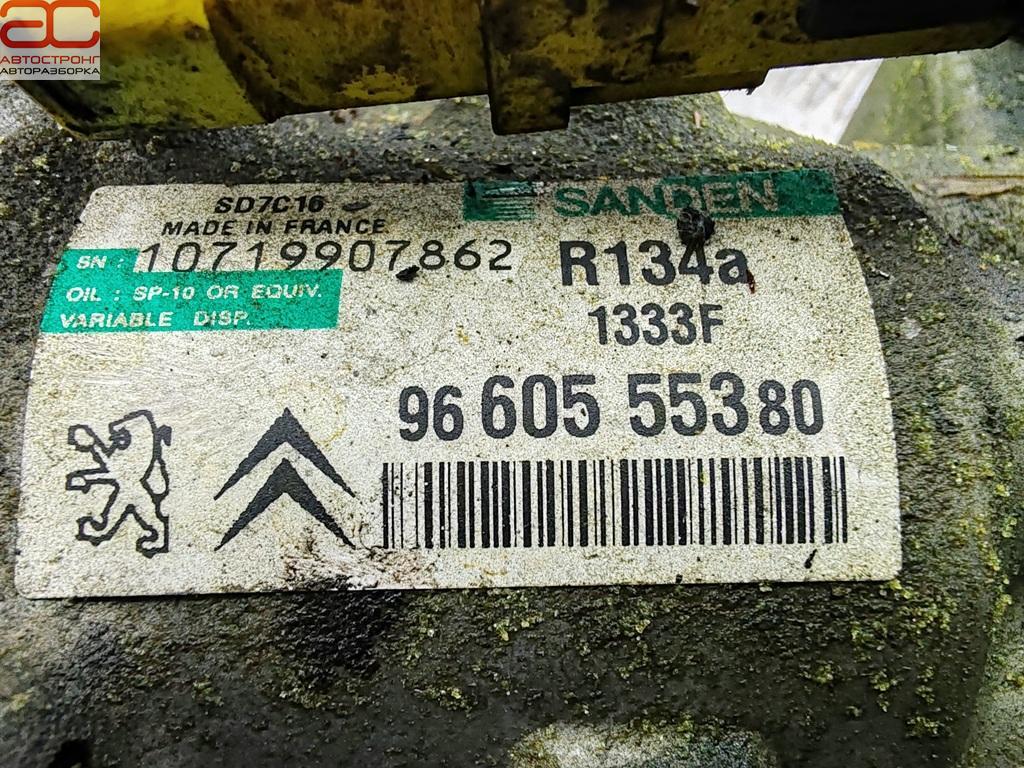 АС
АВТОСТРОНГ
АВТОРАЗБОРКА
SD7C16
SANDEN
MADE IN FRANCE
SN : 10719907862
R134a
OIL : SP-10 OR EQUIV.
VARIABLE DISP.
1333F
96 605 553 80